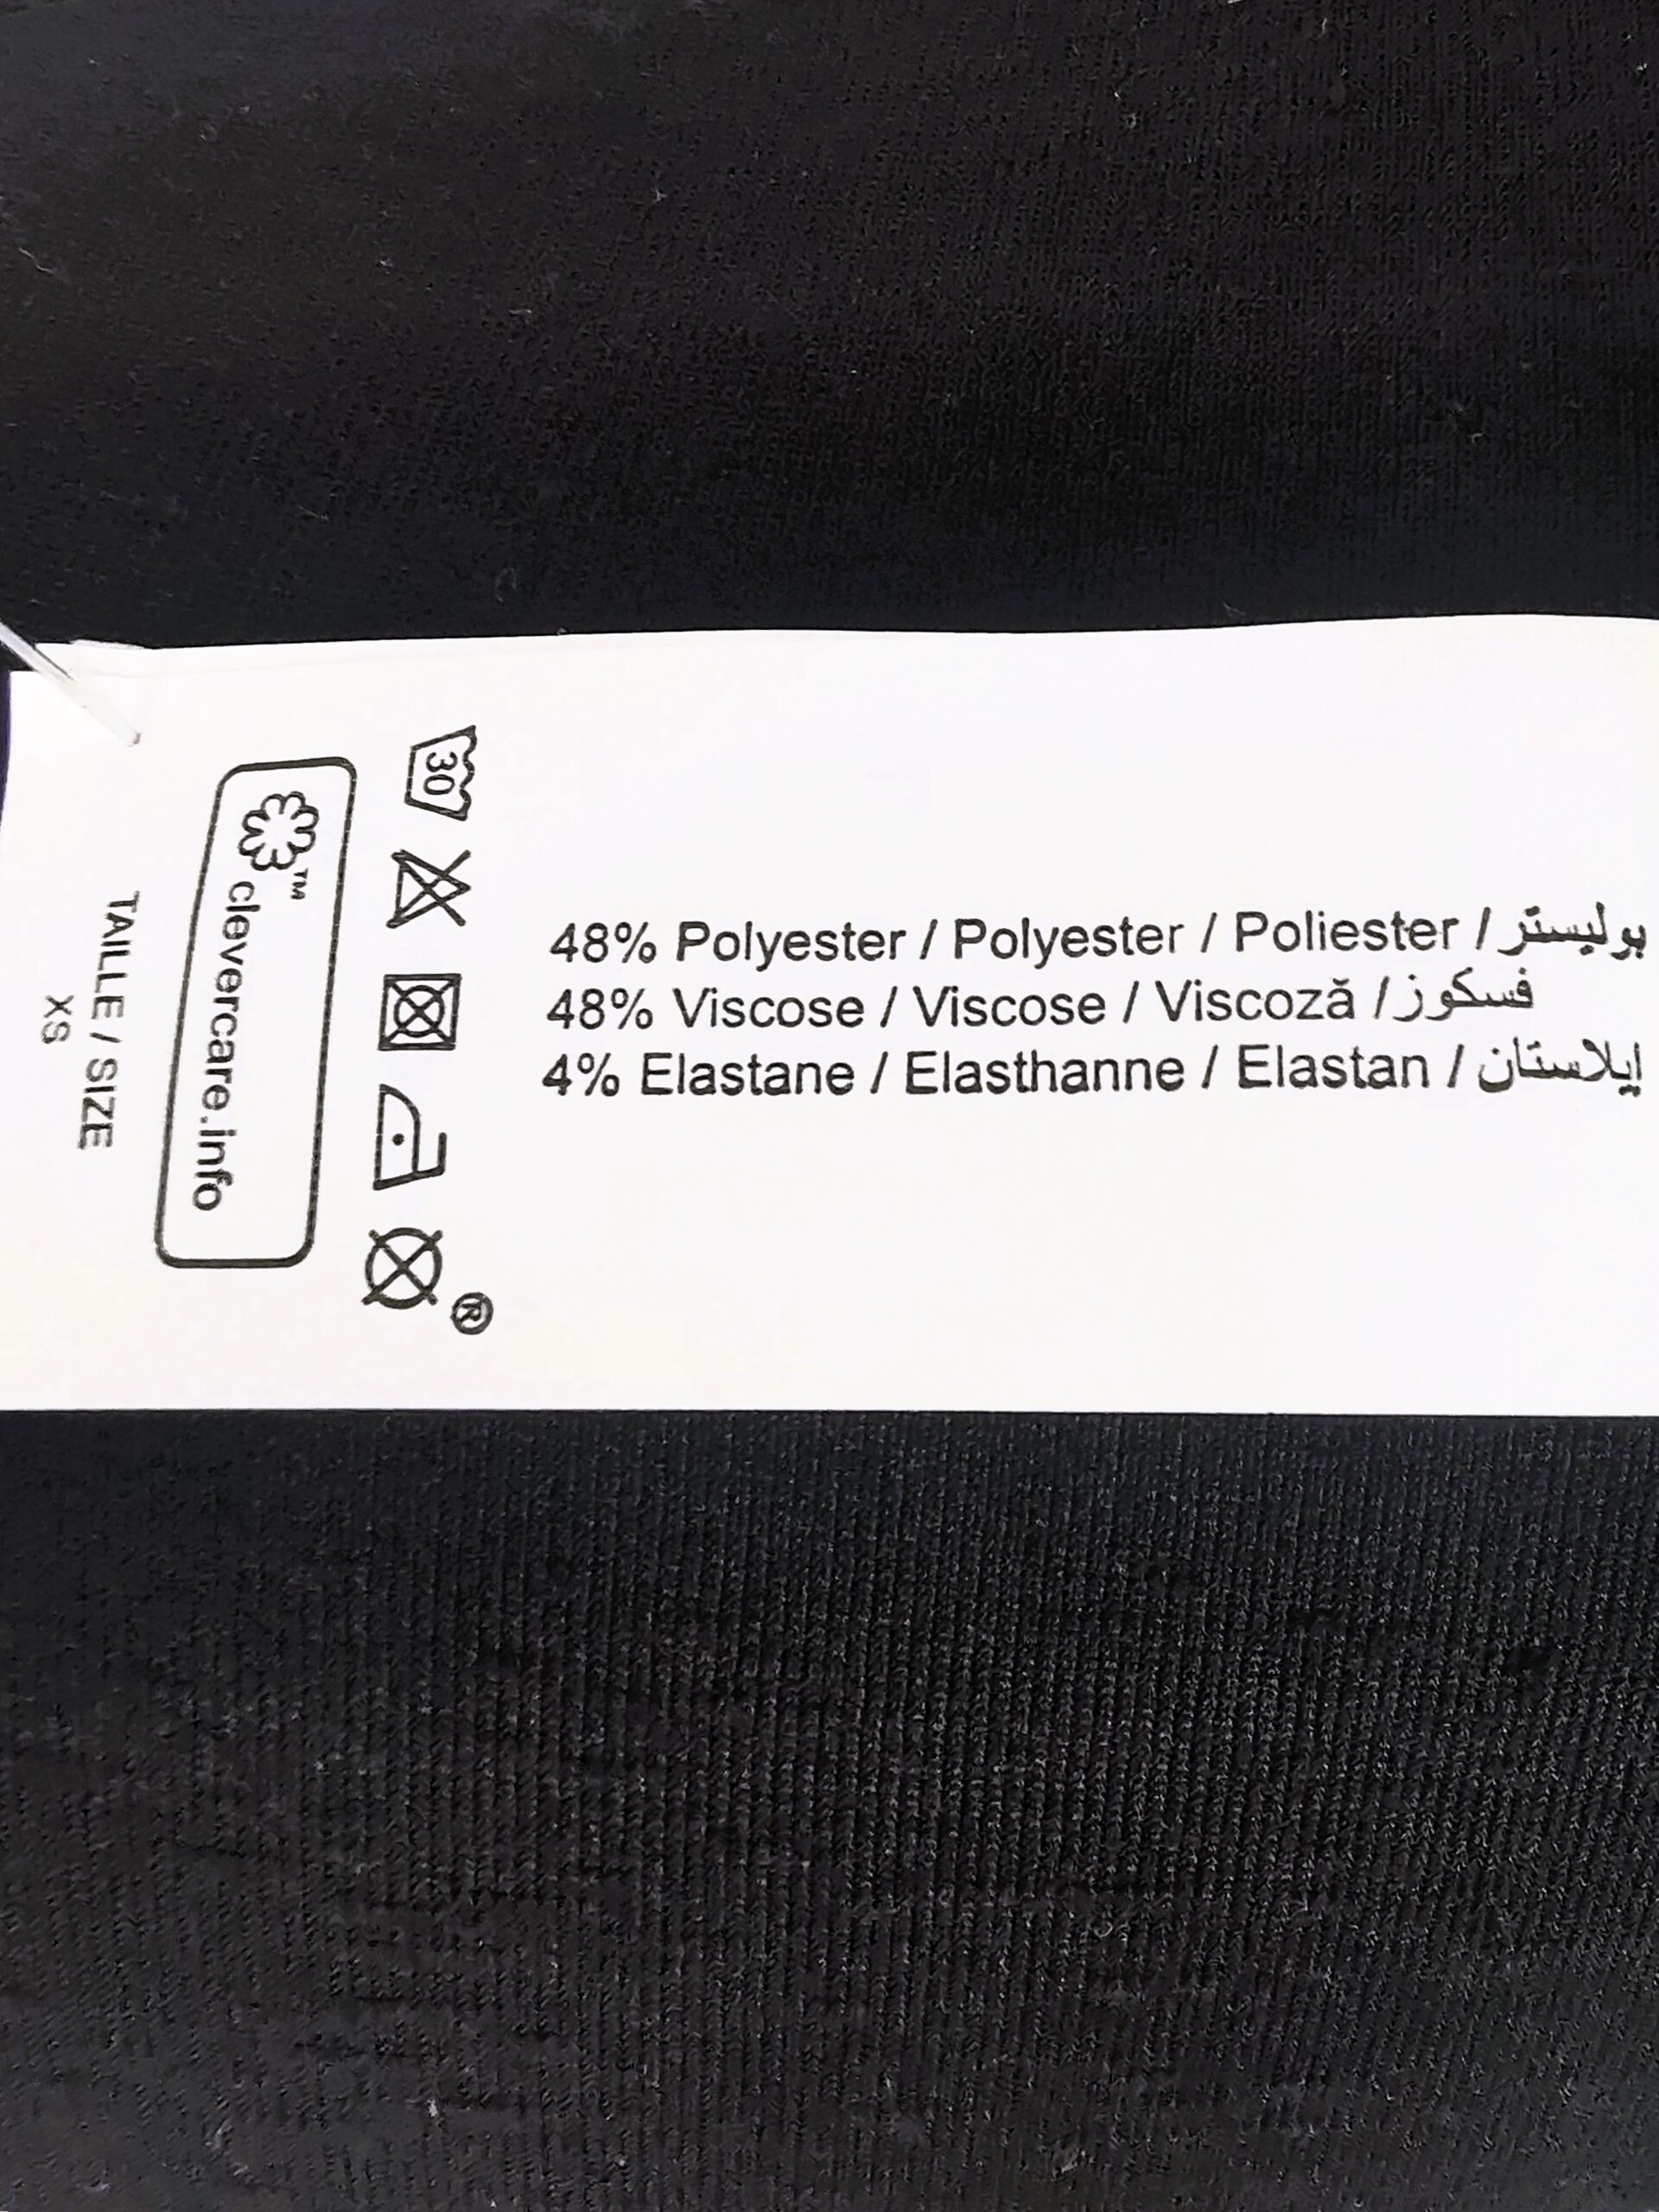 48% Polyester / Polyester / Poliester / بوليستر
48% Viscose / Viscose / Viscoză / فسكوز
4% Elastane / Elasthanne / Elastan / إيلاستان
30
®
™
clevercare.info
TAILLE / SIZE
XS